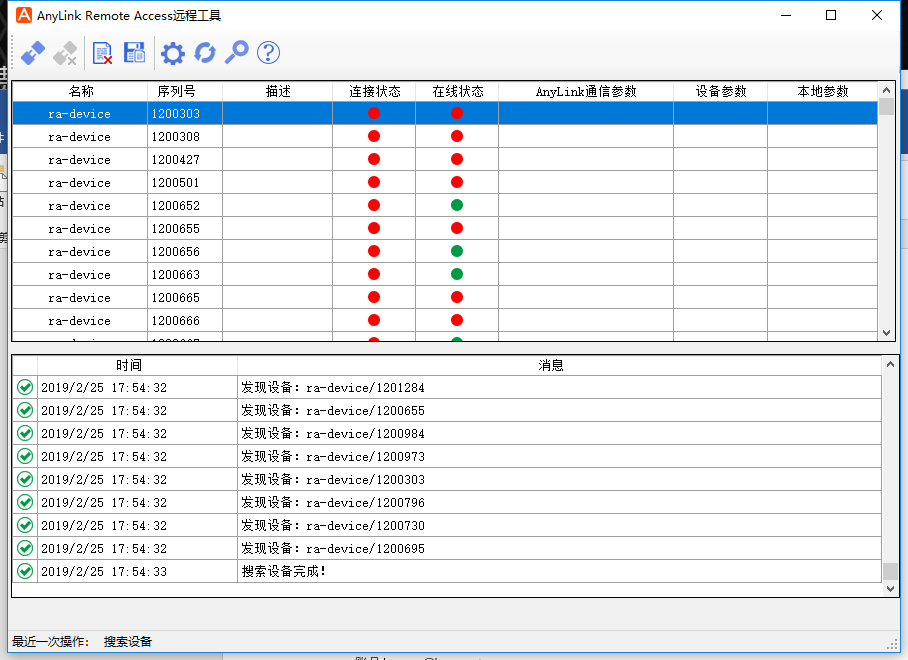 AnyLink Remote Access远程工具
名称 序列号 描述 连接状态 在线状态 AnyLink通信参数 设备参数 本地参数
ra-device 1200303
ra-device 1200308
ra-device 1200427
ra-device 1200501
ra-device 1200652
ra-device 1200655
ra-device 1200656
ra-device 1200663
ra-device 1200665
ra-device 1200666
时间 消息
2019/2/25 17:54:32 发现设备: ra-device/1201284
2019/2/25 17:54:32 发现设备: ra-device/1200655
2019/2/25 17:54:32 发现设备: ra-device/1200984
2019/2/25 17:54:32 发现设备: ra-device/1200973
2019/2/25 17:54:32 发现设备: ra-device/1200303
2019/2/25 17:54:32 发现设备: ra-device/1200796
2019/2/25 17:54:32 发现设备: ra-device/1200730
2019/2/25 17:54:32 发现设备: ra-device/1200695
2019/2/25 17:54:33 搜索设备完成!
最近一次操作: 搜索设备